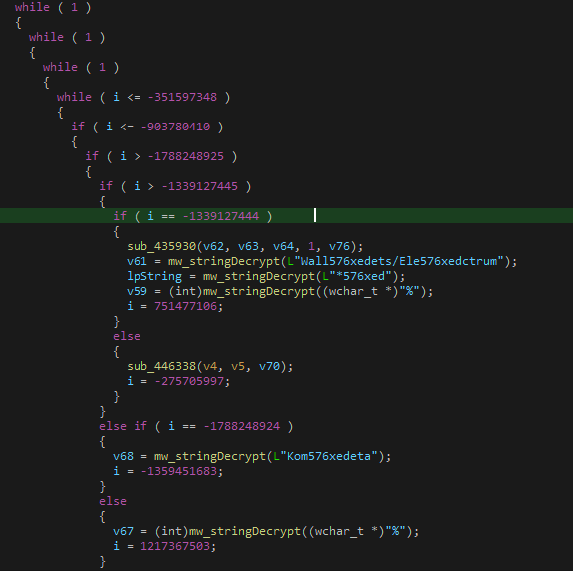 while ( 1 )
{
while ( 1 )
{
while ( 1 )
{
while ( i <= -351597348 )
{
if ( i <= -903780410 )
{
if ( i > -1788248925 )
{
if ( i > -1339127445 )
{
if ( i == -1339127444 )
{
sub_435930(v62, v63, v64, 1, v76);
v61 = mw_stringDecrypt(L"Wall576xedets/Ele576xedctrum");
lpString = mw_stringDecrypt(L"*576xed");
v59 = (int)mw_stringDecrypt((wchar_t *)"%");
i = 751477106;
}
else
{
sub_446338(v4, v5, v70);
i = -275705997;
}
}
else if ( i == -1788248924 )
{
v68 = mw_stringDecrypt(L"Kom576xedeta");
i = -1359451683;
}
else
{
v67 = (int)mw_stringDecrypt((wchar_t *)"%");
i = 1217367503;
}